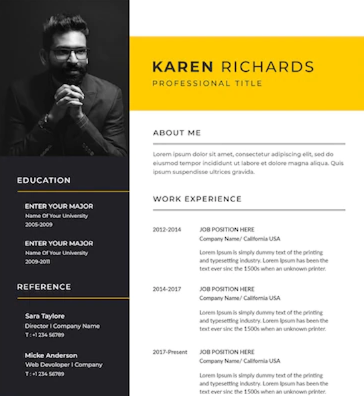 KAREN RICHARDS
PROFESSIONAL TITLE
ABOUT ME
Lorem ipsum dolor sit amet, consectetur adipiscing elit, sed do
eiusmod tempor incididunt ut labore et dolore magna aliqua. Quis
ipsum suspendisse ultrices gravida.
WORK EXPERIENCE
2012-2014
JOB POSITION HERE
Company Name/ California USA
Lorem Ipsum is simply dummy text of the printing
and typesetting industry. Lorem Ipsum has been the
text ever sinc the 1500s when an unknown printer.
2014-2017
JOB POSITION HERE
Company Name/ California USA
Lorem Ipsum is simply dummy text of the printing
and typesetting industry. Lorem Ipsum has been the
text ever sinc the 1500s when an unknown printer.
2017-Present
JOB POSITION HERE
Company Name/ California USA
Lorem Ipsum is simply dummy text of the printing
and typesetting industry. Lorem Ipsum has been the
text ever sinc the 1500s when an unknown printer.
EDUCATION
ENTER YOUR MAJOR
Name Of Your University
2005-2009
ENTER YOUR MAJOR
Name Of Your University
2009-2011
REFERENCE
Sara Taylore
Director | Company Name
T : +1 234 56789
Micke Anderson
Web Devoloper | Company
T : +1 234 56789